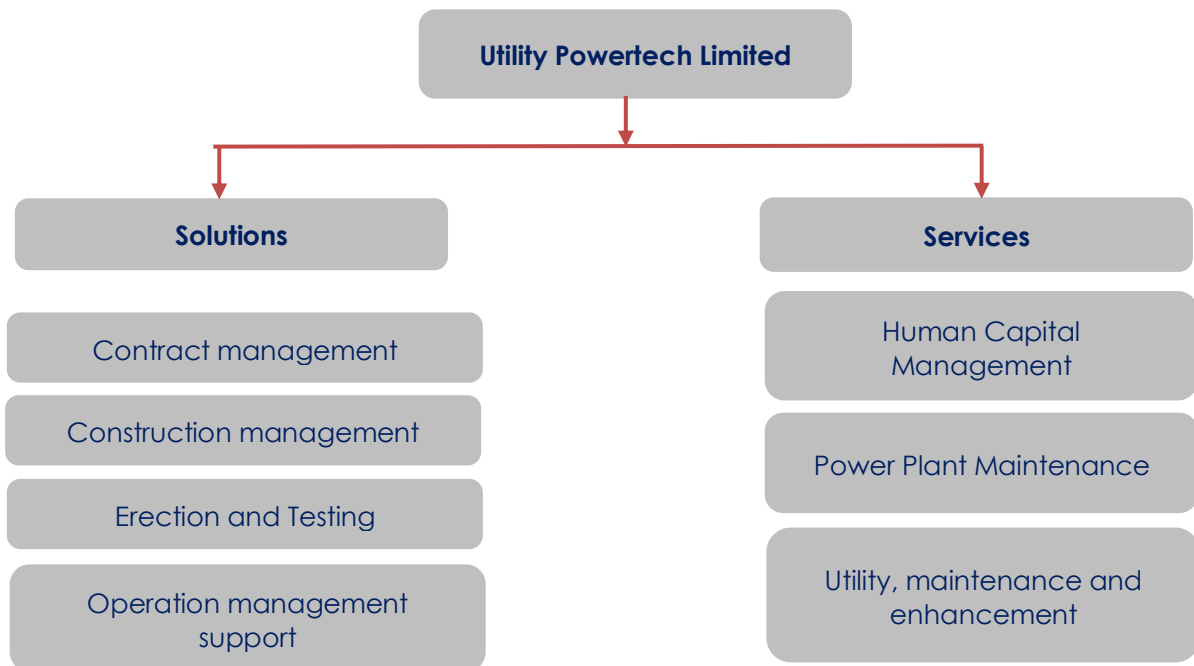 Utility Powertech Limited
Solutions
Contract management
Construction management
Erection and Testing
Operation management
support
Services
Human Capital
Management
Power Plant Maintenance
Utility, maintenance and
enhancement